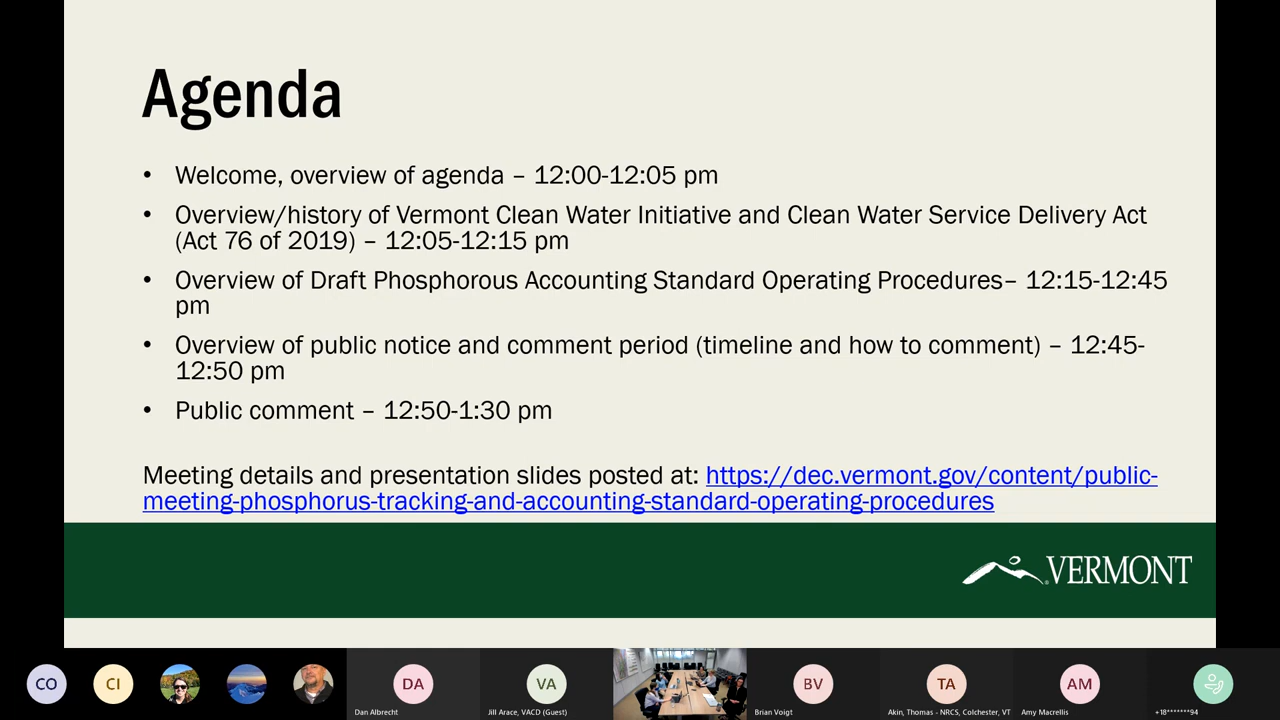 Agenda
• Welcome, overview of agenda – 12:00-12:05 pm
• Overview/history of Vermont Clean Water Initiative and Clean Water Service Delivery Act
(Act 76 of 2019) – 12:05-12:15 pm
• Overview of Draft Phosphorous Accounting Standard Operating Procedures– 12:15-12:45
pm
• Overview of public notice and comment period (timeline and how to comment) – 12:45-
12:50 pm
• Public comment – 12:50-1:30 pm
Meeting details and presentation slides posted at: https://dec.vermont.gov/content/public-
meeting-phosphorus-tracking-and-accounting-standard-operating-procedures
VERMONT
CO
CI
DA
VA
BV
TA
AM
Dan Albrecht
Jill Arace, VACD (Guest)
Brian Voigt
Akin, Thomas - NRCS, Colchester, VT
Amy Macrellis
+18*******94